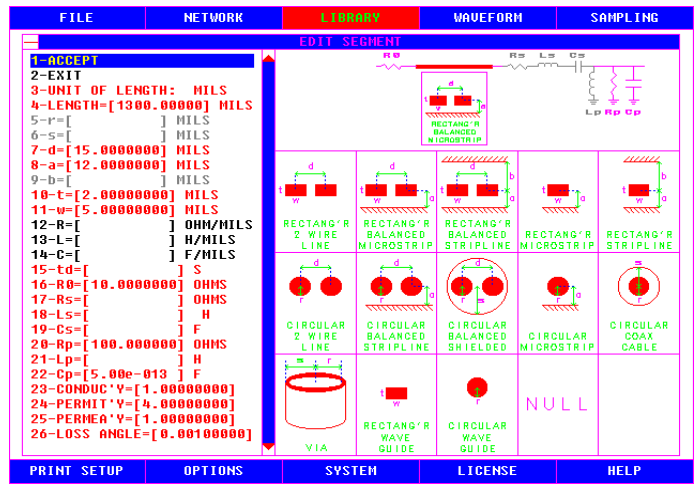 FILE NETWORK LIBRARY WAVEFORM SAMPLING
EDIT SEGMENT
1-ACCEPT
2-EXIT
3-UNIT OF LENGTH: MILS
4-LENGTH=[1300.00000] MILS
5-r=[ ] MILS
6-s=[ ] MILS
7-d=[15.0000000] MILS
8-a=[12.0000000] MILS
9-b=[ ] MILS
10-t=[2.00000000] MILS
11-w=[5.00000000] MILS
12-R=[ ] OHM/MILS
13-L=[ ] H/MILS
14-C=[ ] F/MILS
15-td=[ ] S
16-R0=[10.0000000] OHMS
17-Rs=[ ] OHMS
18-Ls=[ ] H
19-Cs=[ ] F
20-Rp=[100.000000] OHMS
21-Lp=[ ] H
22-Cp=[5.00e-013 ] F
23-CONDUC'Y=[1.00000000]
24-PERMIT'Y=[4.00000000]
25-PERMEA'Y=[1.00000000]
26-LOSS ANGLE=[0.00100000]
R0 Rs Ls Cs
Lp Rp Cp
d
t w a
RECTANG'R
BALANCED
MICROSTRIP
d
t
w
RECTANG'R
2 WIRE
LINE
d
t
w a
RECTANG'R
BALANCED
MICROSTRIP
d
b
t
w a
RECTANG'R
BALANCED
STRIPLINE
t
w a
RECTANG'R
MICROSTRIP
b
t
w a
RECTANG'R
STRIPLINE
d
r
CIRCULAR
2 WIRE
LINE
d
r a
CIRCULAR
BALANCED
STRIPLINE
d
r s
CIRCULAR
BALANCED
SHIELDED
r a
CIRCULAR
MICROSTRIP
s
r
CIRCULAR
COAX
CABLE
s r
VIA
t
w
RECTANG'R
WAVE
GUIDE
r
CIRCULAR
WAVE
GUIDE
NULL
PRINT SETUP OPTIONS SYSTEM LICENSE HELP